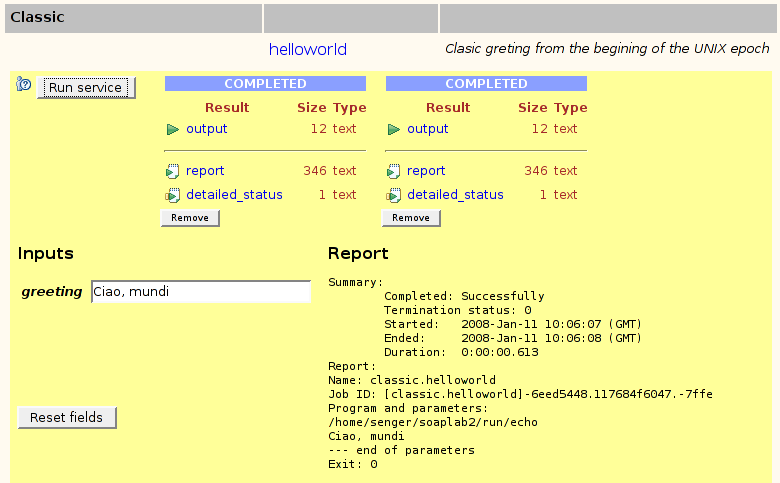 Classic
helloworld Clasic greting from the begining of the UNIX epoch
Run service
COMPLETED COMPLETED
Result Size Type Result Size Type
output 12 text output 12 text
report 346 text report 346 text
detailed_status 1 text detailed_status 1 text
Remove Remove
Inputs
greeting Ciao, mundi
Reset fields
Report
Summary:
Completed: Successfully
Termination status: 0
Started: 2008-Jan-11 10:06:07 (GMT)
Ended: 2008-Jan-11 10:06:08 (GMT)
Duration: 0:00:00.613
Report:
Name: classic.helloworld
Job ID: [classic.helloworld]-6eed5448.117684f6047.-7ffe
Program and parameters:
/home/senger/soaplab2/run/echo
Ciao, mundi
--- end of parameters
Exit: 0